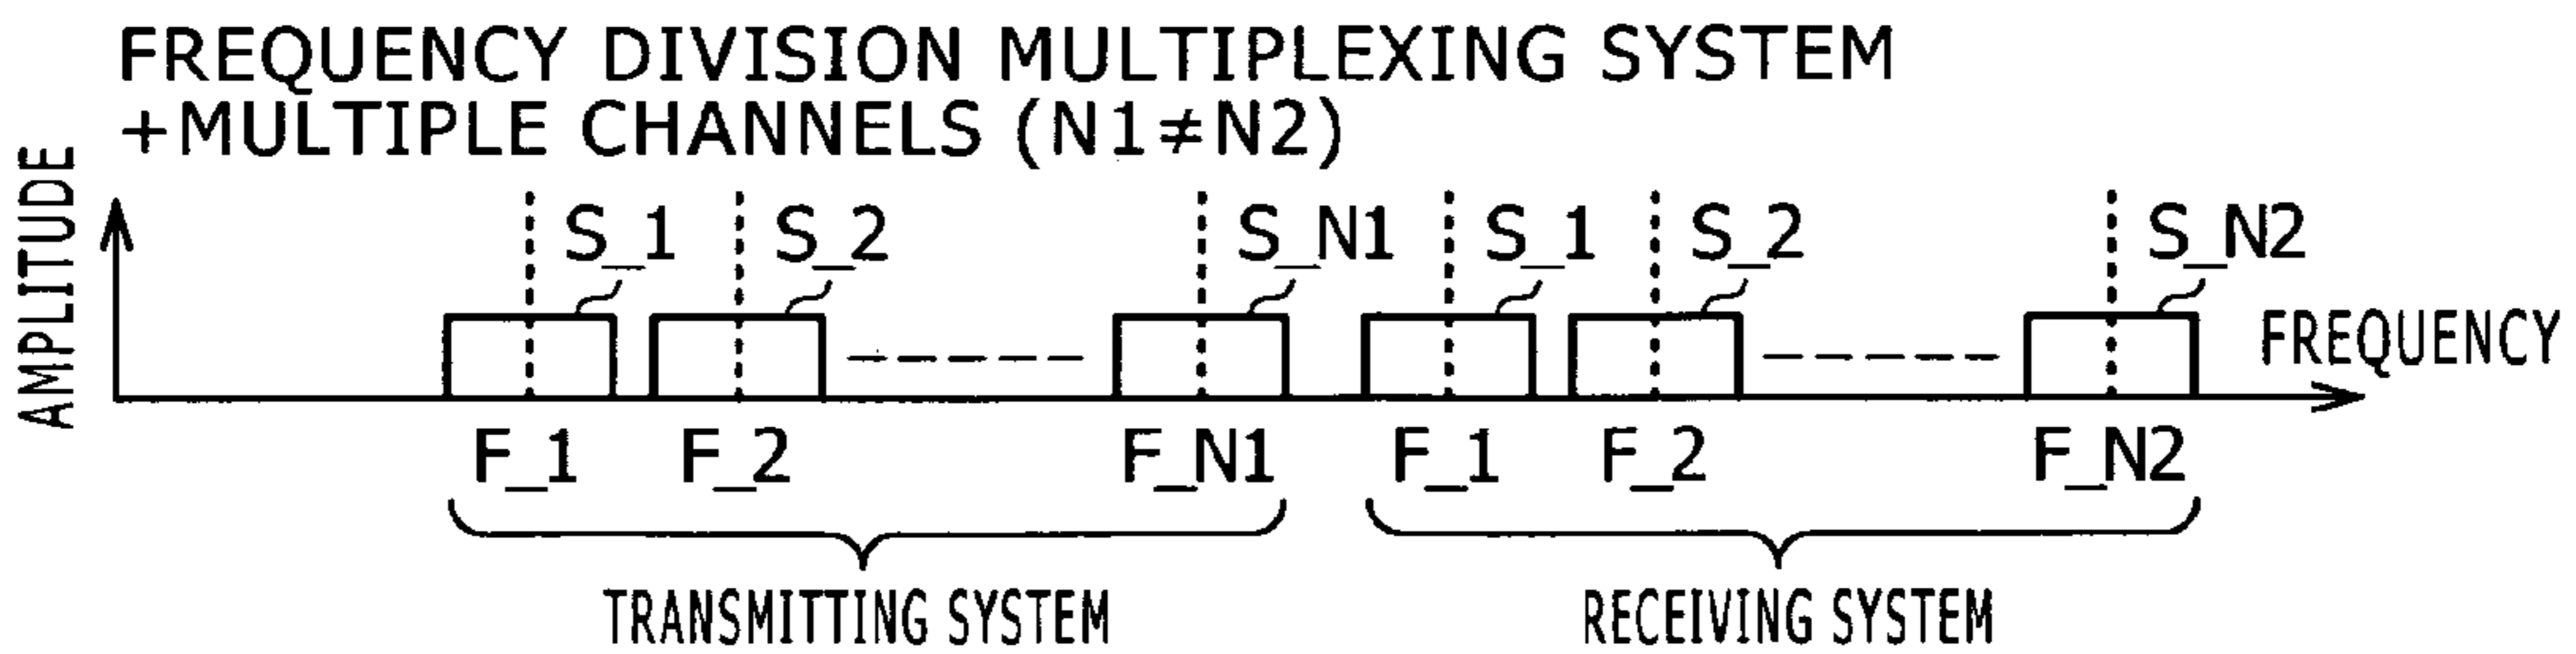 FREQUENCY DIVISION MULTIPLEXING SYSTEM
+MULTIPLE CHANNELS (N1≠N2)
AMPLITUDE
S_1 S_2 S_N1 S_1 S_2 S_N2
FREQUENCY
F_1 F_2 F_N1 F_1 F_2 F_N2
TRANSMITTING SYSTEM RECEIVING SYSTEM